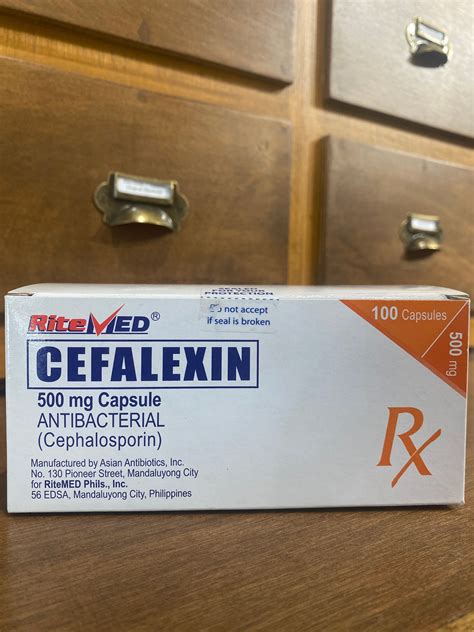 PROTECTION
Do not accept
if seal is broken
RiteMED®
100 Capsules
500 mg
CEFALEXIN
500 mg Capsule
ANTIBACTERIAL
(Cephalosporin)
Rx
Manufactured by Asian Antibiotics, Inc.
No. 130 Pioneer Street, Mandaluyong City
for RiteMED Phils., Inc.
56 EDSA, Mandaluyong City, Philippines